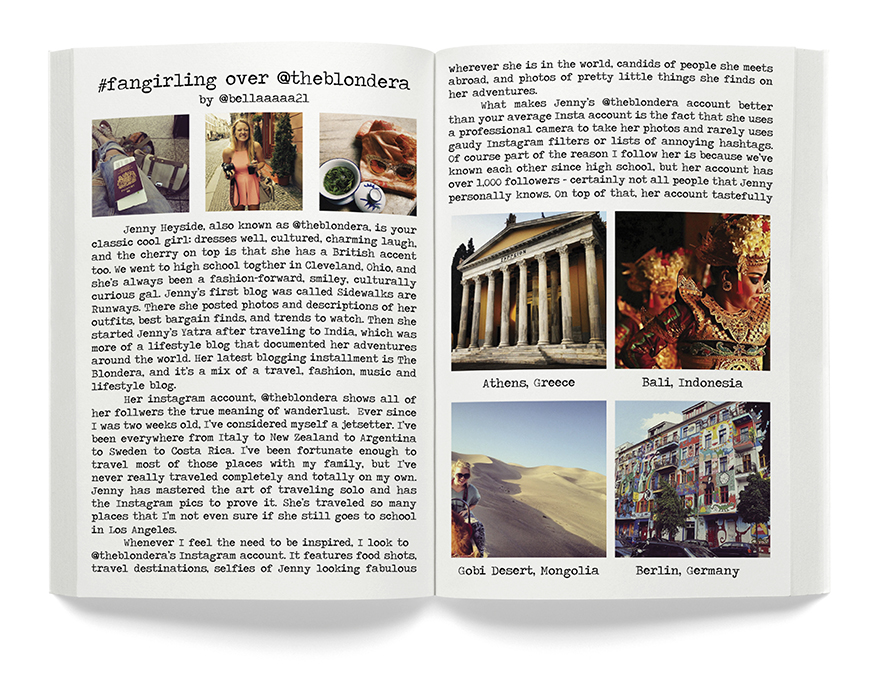 #fangirling over @theblondera
by @bellaaaaa21
Jenny Heyside, also known as @theblondera, is your
classic cool girl: dresses well, cultured, charming laugh,
and the cherry on top is that she has a British accent
too. We went to high school togther in Cleveland, Ohio, and
she's always been a fashion-forward, smiley, culturally
curious gal. Jenny's first blog was called Sidewalks are
Runways. There she posted photos and descriptions of her
outfits, best bargain finds, and trends to watch. Then she
started Jenny's Yatra after traveling to India, which was
more of a lifestyle blog that documented her adventures
around the world. Her latest blogging installment is The
Blondera, and it's a mix of a travel, fashion, music and
lifestyle blog.
Her instagram account, @theblondera shows all of
her follwers the true meaning of wanderlust. Ever since
I was two weeks old, I've considered myself a jetsetter. I've
been everywhere from Italy to New Zealand to Argentina
to Sweden to Costa Rica. I've been fortunate enough to
travel most of those places with my family, but I've
never really traveled completely and totally on my own.
Jenny has mastered the art of traveling solo and has
the Instagram pics to prove it. She's traveled so many
places that I'm not even sure if she still goes to school
in Los Angeles.
Whenever I feel the need to be inspired, I look to
@theblondera's Instagram account. It features food shots,
travel destinations, selfies of Jenny looking fabulous
wherever she is in the world, candids of people she meets
abroad, and photos of pretty little things she finds on
her adventures.
What makes Jenny's @theblondera account better
than your average Insta account is the fact that she uses
a professional camera to take her photos and rarely uses
gaudy Instagram filters or lists of annoying hashtags.
Of course part of the reason I follow her is because we've
known each other since high school, but her account has
over 1,000 followers - certainly not all people that Jenny
personally knows. On top of that, her account tastefully
Athens, Greece
Bali, Indonesia
Gobi Desert, Mongolia
Berlin, Germany